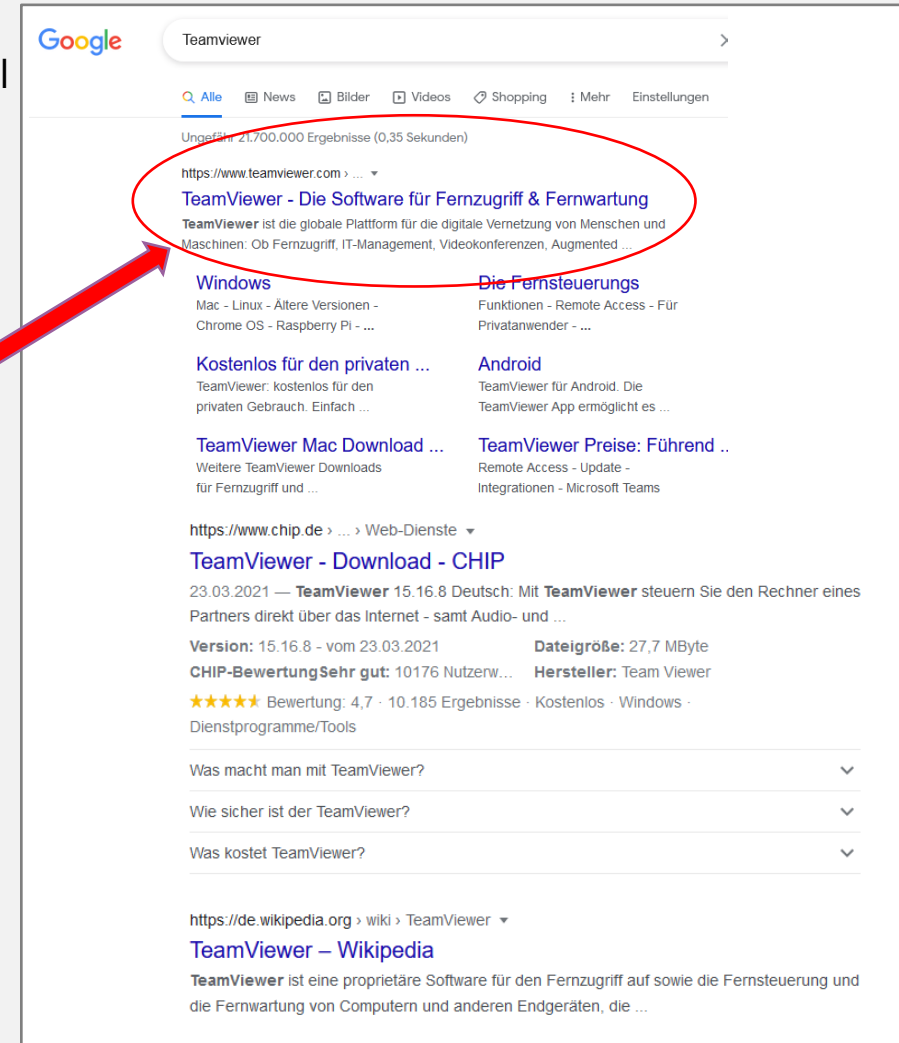 l
Google
Teamviewer
Alle News Bilder Videos Shopping Mehr Einstellungen
Ungefähr 21.700.000 Ergebnisse (0,35 Sekunden)
https://www.teamviewer.com › ...
TeamViewer - Die Software für Fernzugriff & Fernwartung
TeamViewer ist die globale Plattform für die digitale Vernetzung von Menschen und
Maschinen: Ob Fernzugriff, IT-Management, Videokonferenzen, Augmented ...
Windows
Mac - Linux - Ältere Versionen -
Chrome OS - Raspberry Pi - ...
Die Fernsteuerungs
Funktionen - Remote Access - Für
Privatanwender - ...
Kostenlos für den privaten ...
TeamViewer: kostenlos für den
privaten Gebrauch. Einfach ...
Android
TeamViewer für Android. Die
TeamViewer App ermöglicht es ...
TeamViewer Mac Download ...
Weitere TeamViewer Downloads
für Fernzugriff und ...
TeamViewer Preise: Führend ..
Remote Access - Update -
Integrationen - Microsoft Teams
https://www.chip.de › ... › Web-Dienste
TeamViewer - Download - CHIP
23.03.2021 — TeamViewer 15.16.8 Deutsch: Mit TeamViewer steuern Sie den Rechner eines
Partners direkt über das Internet - samt Audio- und ...
Version: 15.16.8 - vom 23.03.2021 Dateigröße: 27,7 MByte
CHIP-BewertungSehr gut: 10176 Nutzerw... Hersteller: Team Viewer
Bewertung: 4,7 · 10.185 Ergebnisse · Kostenlos · Windows ·
Dienstprogramme/Tools
Was macht man mit TeamViewer?
Wie sicher ist der TeamViewer?
Was kostet TeamViewer?
https://de.wikipedia.org › wiki › TeamViewer
TeamViewer – Wikipedia
TeamViewer ist eine proprietäre Software für den Fernzugriff auf sowie die Fernsteuerung und
die Fernwartung von Computern und anderen Endgeräten, die ...